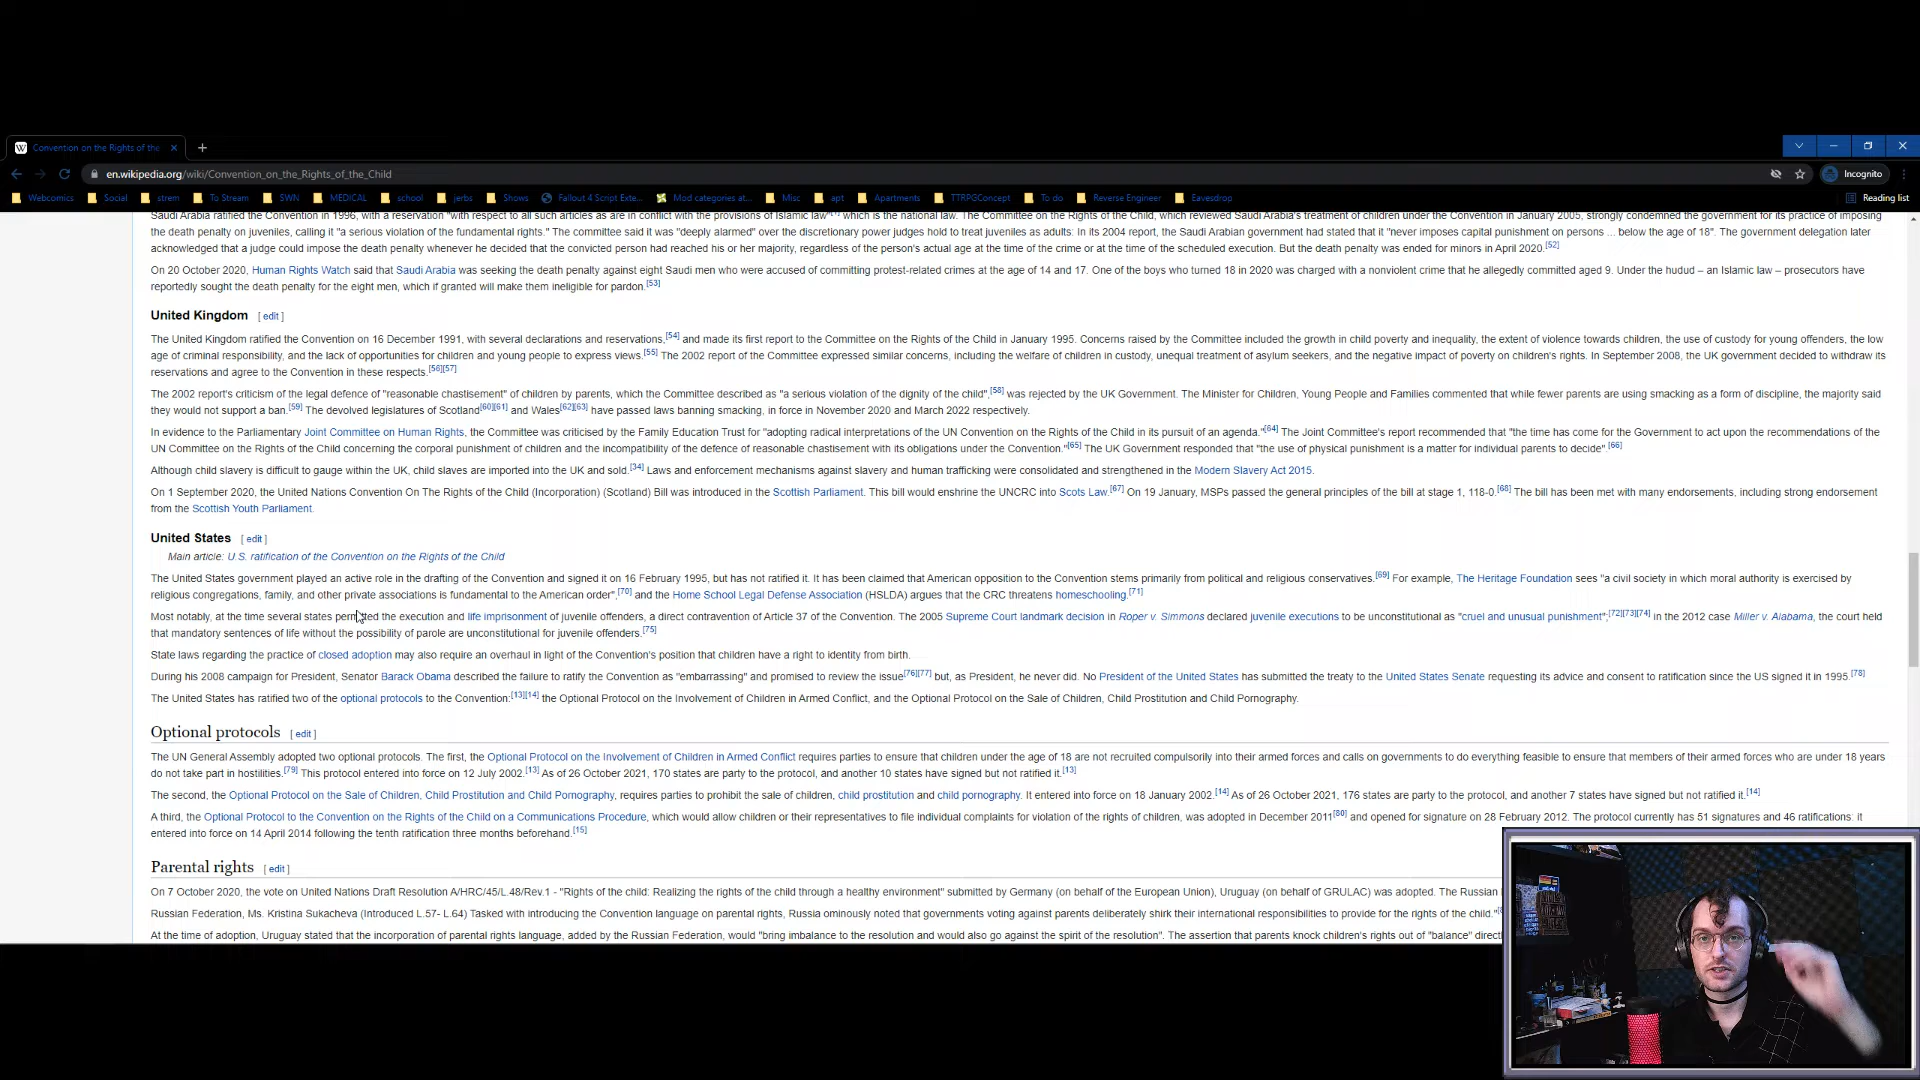 Convention on the Rights of the
en.wikipedia.org/wiki/Convention_on_the_Rights_of_the_Child
Incognito
Webcomics Social strem To Stream SWN MEDICAL school jerbs Shows Fallout 4 Script Exte... Mod categories at... Misc apt Apartments TTRPGConcept To do Reverse Engineer Eavesdrop Reading list
Saudi Arabia ratified the Convention in 1996, with a reservation "with respect to all such articles as are in conflict with the provisions of Islamic law" which is the national law. The Committee on the Rights of the Child, which reviewed Saudi Arabia's treatment of children under the Convention in January 2005, strongly condemned the government for its practice of imposing
the death penalty on juveniles, calling it "a serious violation of the fundamental rights." The committee said it was "deeply alarmed" over the discretionary power judges hold to treat juveniles as adults: In its 2004 report, the Saudi Arabian government had stated that it "never imposes capital punishment on persons ... below the age of 18". The government delegation later
acknowledged that a judge could impose the death penalty whenever he decided that the convicted person had reached his or her majority, regardless of the person's actual age at the time of the crime or at the time of the scheduled execution. But the death penalty was ended for minors in April 2020.[52]
On 20 October 2020, Human Rights Watch said that Saudi Arabia was seeking the death penalty against eight Saudi men who were accused of committing protest-related crimes at the age of 14 and 17. One of the boys who turned 18 in 2020 was charged with a nonviolent crime that he allegedly committed aged 9. Under the hudud – an Islamic law – prosecutors have
reportedly sought the death penalty for the eight men, which if granted will make them ineligible for pardon.[53]
United Kingdom [ edit ]
The United Kingdom ratified the Convention on 16 December 1991, with several declarations and reservations,[54] and made its first report to the Committee on the Rights of the Child in January 1995. Concerns raised by the Committee included the growth in child poverty and inequality, the extent of violence towards children, the use of custody for young offenders, the low
age of criminal responsibility, and the lack of opportunities for children and young people to express views.[55] The 2002 report of the Committee expressed similar concerns, including the welfare of children in custody, unequal treatment of asylum seekers, and the negative impact of poverty on children's rights. In September 2008, the UK government decided to withdraw its
reservations and agree to the Convention in these respects.[56][57]
The 2002 report's criticism of the legal defence of "reasonable chastisement" of children by parents, which the Committee described as "a serious violation of the dignity of the child",[58] was rejected by the UK Government. The Minister for Children, Young People and Families commented that while fewer parents are using smacking as a form of discipline, the majority said
they would not support a ban.[59] The devolved legislatures of Scotland[60][61] and Wales[62][63] have passed laws banning smacking, in force in November 2020 and March 2022 respectively.
In evidence to the Parliamentary Joint Committee on Human Rights, the Committee was criticised by the Family Education Trust for "adopting radical interpretations of the UN Convention on the Rights of the Child in its pursuit of an agenda."[64] The Joint Committee's report recommended that "the time has come for the Government to act upon the recommendations of the
UN Committee on the Rights of the Child concerning the corporal punishment of children and the incompatibility of the defence of reasonable chastisement with its obligations under the Convention."[65] The UK Government responded that "the use of physical punishment is a matter for individual parents to decide".[66]
Although child slavery is difficult to gauge within the UK, child slaves are imported into the UK and sold.[34] Laws and enforcement mechanisms against slavery and human trafficking were consolidated and strengthened in the Modern Slavery Act 2015.
On 1 September 2020, the United Nations Convention On The Rights of the Child (Incorporation) (Scotland) Bill was introduced in the Scottish Parliament. This bill would enshrine the UNCRC into Scots Law.[67] On 19 January, MSPs passed the general principles of the bill at stage 1, 118-0.[68] The bill has been met with many endorsements, including strong endorsement
from the Scottish Youth Parliament.
United States [ edit ]
Main article: U.S. ratification of the Convention on the Rights of the Child
The United States government played an active role in the drafting of the Convention and signed it on 16 February 1995, but has not ratified it. It has been claimed that American opposition to the Convention stems primarily from political and religious conservatives.[69] For example, The Heritage Foundation sees "a civil society in which moral authority is exercised by
religious congregations, family, and other private associations is fundamental to the American order",[70] and the Home School Legal Defense Association (HSLDA) argues that the CRC threatens homeschooling.[71]
Most notably, at the time several states permitted the execution and life imprisonment of juvenile offenders, a direct contravention of Article 37 of the Convention. The 2005 Supreme Court landmark decision in Roper v. Simmons declared juvenile executions to be unconstitutional as "cruel and unusual punishment";[72][73][74] in the 2012 case Miller v. Alabama, the court held
that mandatory sentences of life without the possibility of parole are unconstitutional for juvenile offenders.[75]
State laws regarding the practice of closed adoption may also require an overhaul in light of the Convention's position that children have a right to identity from birth.
During his 2008 campaign for President, Senator Barack Obama described the failure to ratify the Convention as "embarrassing" and promised to review the issue[76][77] but, as President, he never did. No President of the United States has submitted the treaty to the United States Senate requesting its advice and consent to ratification since the US signed it in 1995.[78]
The United States has ratified two of the optional protocols to the Convention:[13][14] the Optional Protocol on the Involvement of Children in Armed Conflict, and the Optional Protocol on the Sale of Children, Child Prostitution and Child Pornography.
Optional protocols [ edit ]
The UN General Assembly adopted two optional protocols. The first, the Optional Protocol on the Involvement of Children in Armed Conflict requires parties to ensure that children under the age of 18 are not recruited compulsorily into their armed forces and calls on governments to do everything feasible to ensure that members of their armed forces who are under 18 years
do not take part in hostilities.[79] This protocol entered into force on 12 July 2002.[13] As of 26 October 2021, 170 states are party to the protocol, and another 10 states have signed but not ratified it.[13]
The second, the Optional Protocol on the Sale of Children, Child Prostitution and Child Pornography, requires parties to prohibit the sale of children, child prostitution and child pornography. It entered into force on 18 January 2002.[14] As of 26 October 2021, 176 states are party to the protocol, and another 7 states have signed but not ratified it.[14]
A third, the Optional Protocol to the Convention on the Rights of the Child on a Communications Procedure, which would allow children or their representatives to file individual complaints for violation of the rights of children, was adopted in December 2011[80] and opened for signature on 28 February 2012. The protocol currently has 51 signatures and 46 ratifications: it
entered into force on 14 April 2014 following the tenth ratification three months beforehand.[15]
Parental rights [ edit ]
On 7 October 2020, the vote on United Nations Draft Resolution A/HRC/45/L.48/Rev.1 - "Rights of the child: Realizing the rights of the child through a healthy environment" submitted by Germany (on behalf of the European Union), Uruguay (on behalf of GRULAC) was adopted. The Russian
Russian Federation, Ms. Kristina Sukacheva (Introduced L.57- L.64) Tasked with introducing the Convention language on parental rights, Russia ominously noted that governments voting against parents deliberately shirk their international responsibilities to provide for the rights of the child."
At the time of adoption, Uruguay stated that the incorporation of parental rights language, added by the Russian Federation, would "bring imbalance to the resolution and would also go against the spirit of the resolution". The assertion that parents knock children's rights out of "balance"